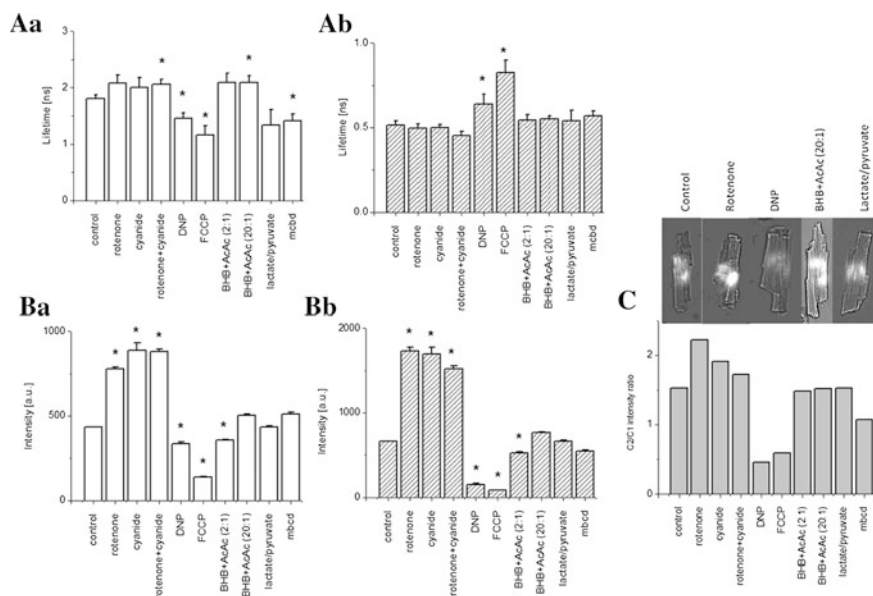 Aa
Lifetime [ns]
3
2
1
0
*
*
*
*
*
control
rotenone
cyanide
rotenone+cyanide
DNP
FCCP
BHB+AcAc (2:1)
BHB+AcAc (20:1)
lactate/pyruvate
mcbd
Ab
Lifetime [ns]
1.0
0.5
0.0
*
*
control
rotenone
cyanide
rotenone+cyanide
DNP
FCCP
BHB+AcAc (2:1)
BHB+AcAc (20:1)
lactate/pyruvate
mcbd
Control
Rotenone
DNP
BHB+AcAc (20:1)
Lactate/pyruvate
Ba
Intensity [a.u.]
1000
500
0
*
*
*
*
*
*
control
rotenone
cyanide
rotenone+cyanide
DNP
FCCP
BHB+AcAc (2:1)
BHB+AcAc (20:1)
lactate/pyruvate
mbcd
Bb
Intensity [a.u.]
2000
1000
0
*
*
*
*
*
*
control
rotenone
cyanide
rotenone+cyanide
DNP
FCCP
BHB+AcAc (2:1)
BHB+AcAc (20:1)
lactate/pyruvate
mbcd
C
C2/C1 intensity ratio
2
1
0
control
rotenone
cyanide
rotenone+cyanide
DNP
FCCP
BHB+AcAc (2:1)
BHB+AcAc (20:1)
lactate/pyruvate
mbcd